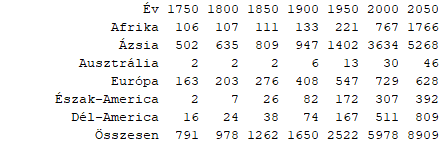 Év 1750 1800 1850 1900 1950 2000 2050
Afrika 106 107 111 133 221 767 1766
Ázsia 502 635 809 947 1402 3634 5268
Ausztrália 2 2 2 6 13 30 46
Európa 163 203 276 408 547 729 628
Észak-America 2 7 26 82 172 307 392
Dél-America 16 24 38 74 167 511 809
Összesen 791 978 1262 1650 2522 5978 8909